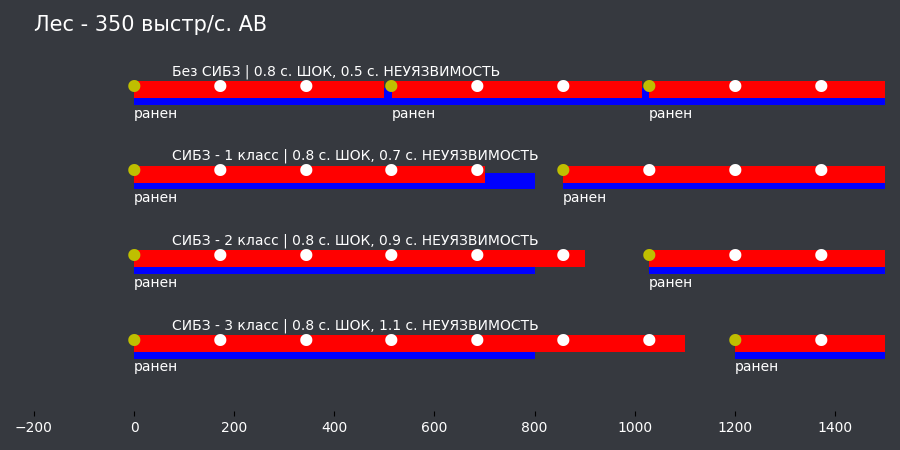 Лес - 350 выстр/с. АВ
Без СИБЗ | 0.8 с. ШОК, 0.5 с. НЕУЯЗВИМОСТЬ
ранен ранен ранен
СИБЗ - 1 класс | 0.8 с. ШОК, 0.7 с. НЕУЯЗВИМОСТЬ
ранен ранен
СИБЗ - 2 класс | 0.8 с. ШОК, 0.9 с. НЕУЯЗВИМОСТЬ
ранен ранен
СИБЗ - 3 класс | 0.8 с. ШОК, 1.1 с. НЕУЯЗВИМОСТЬ
ранен ранен
−200 0 200 400 600 800 1000 1200 1400